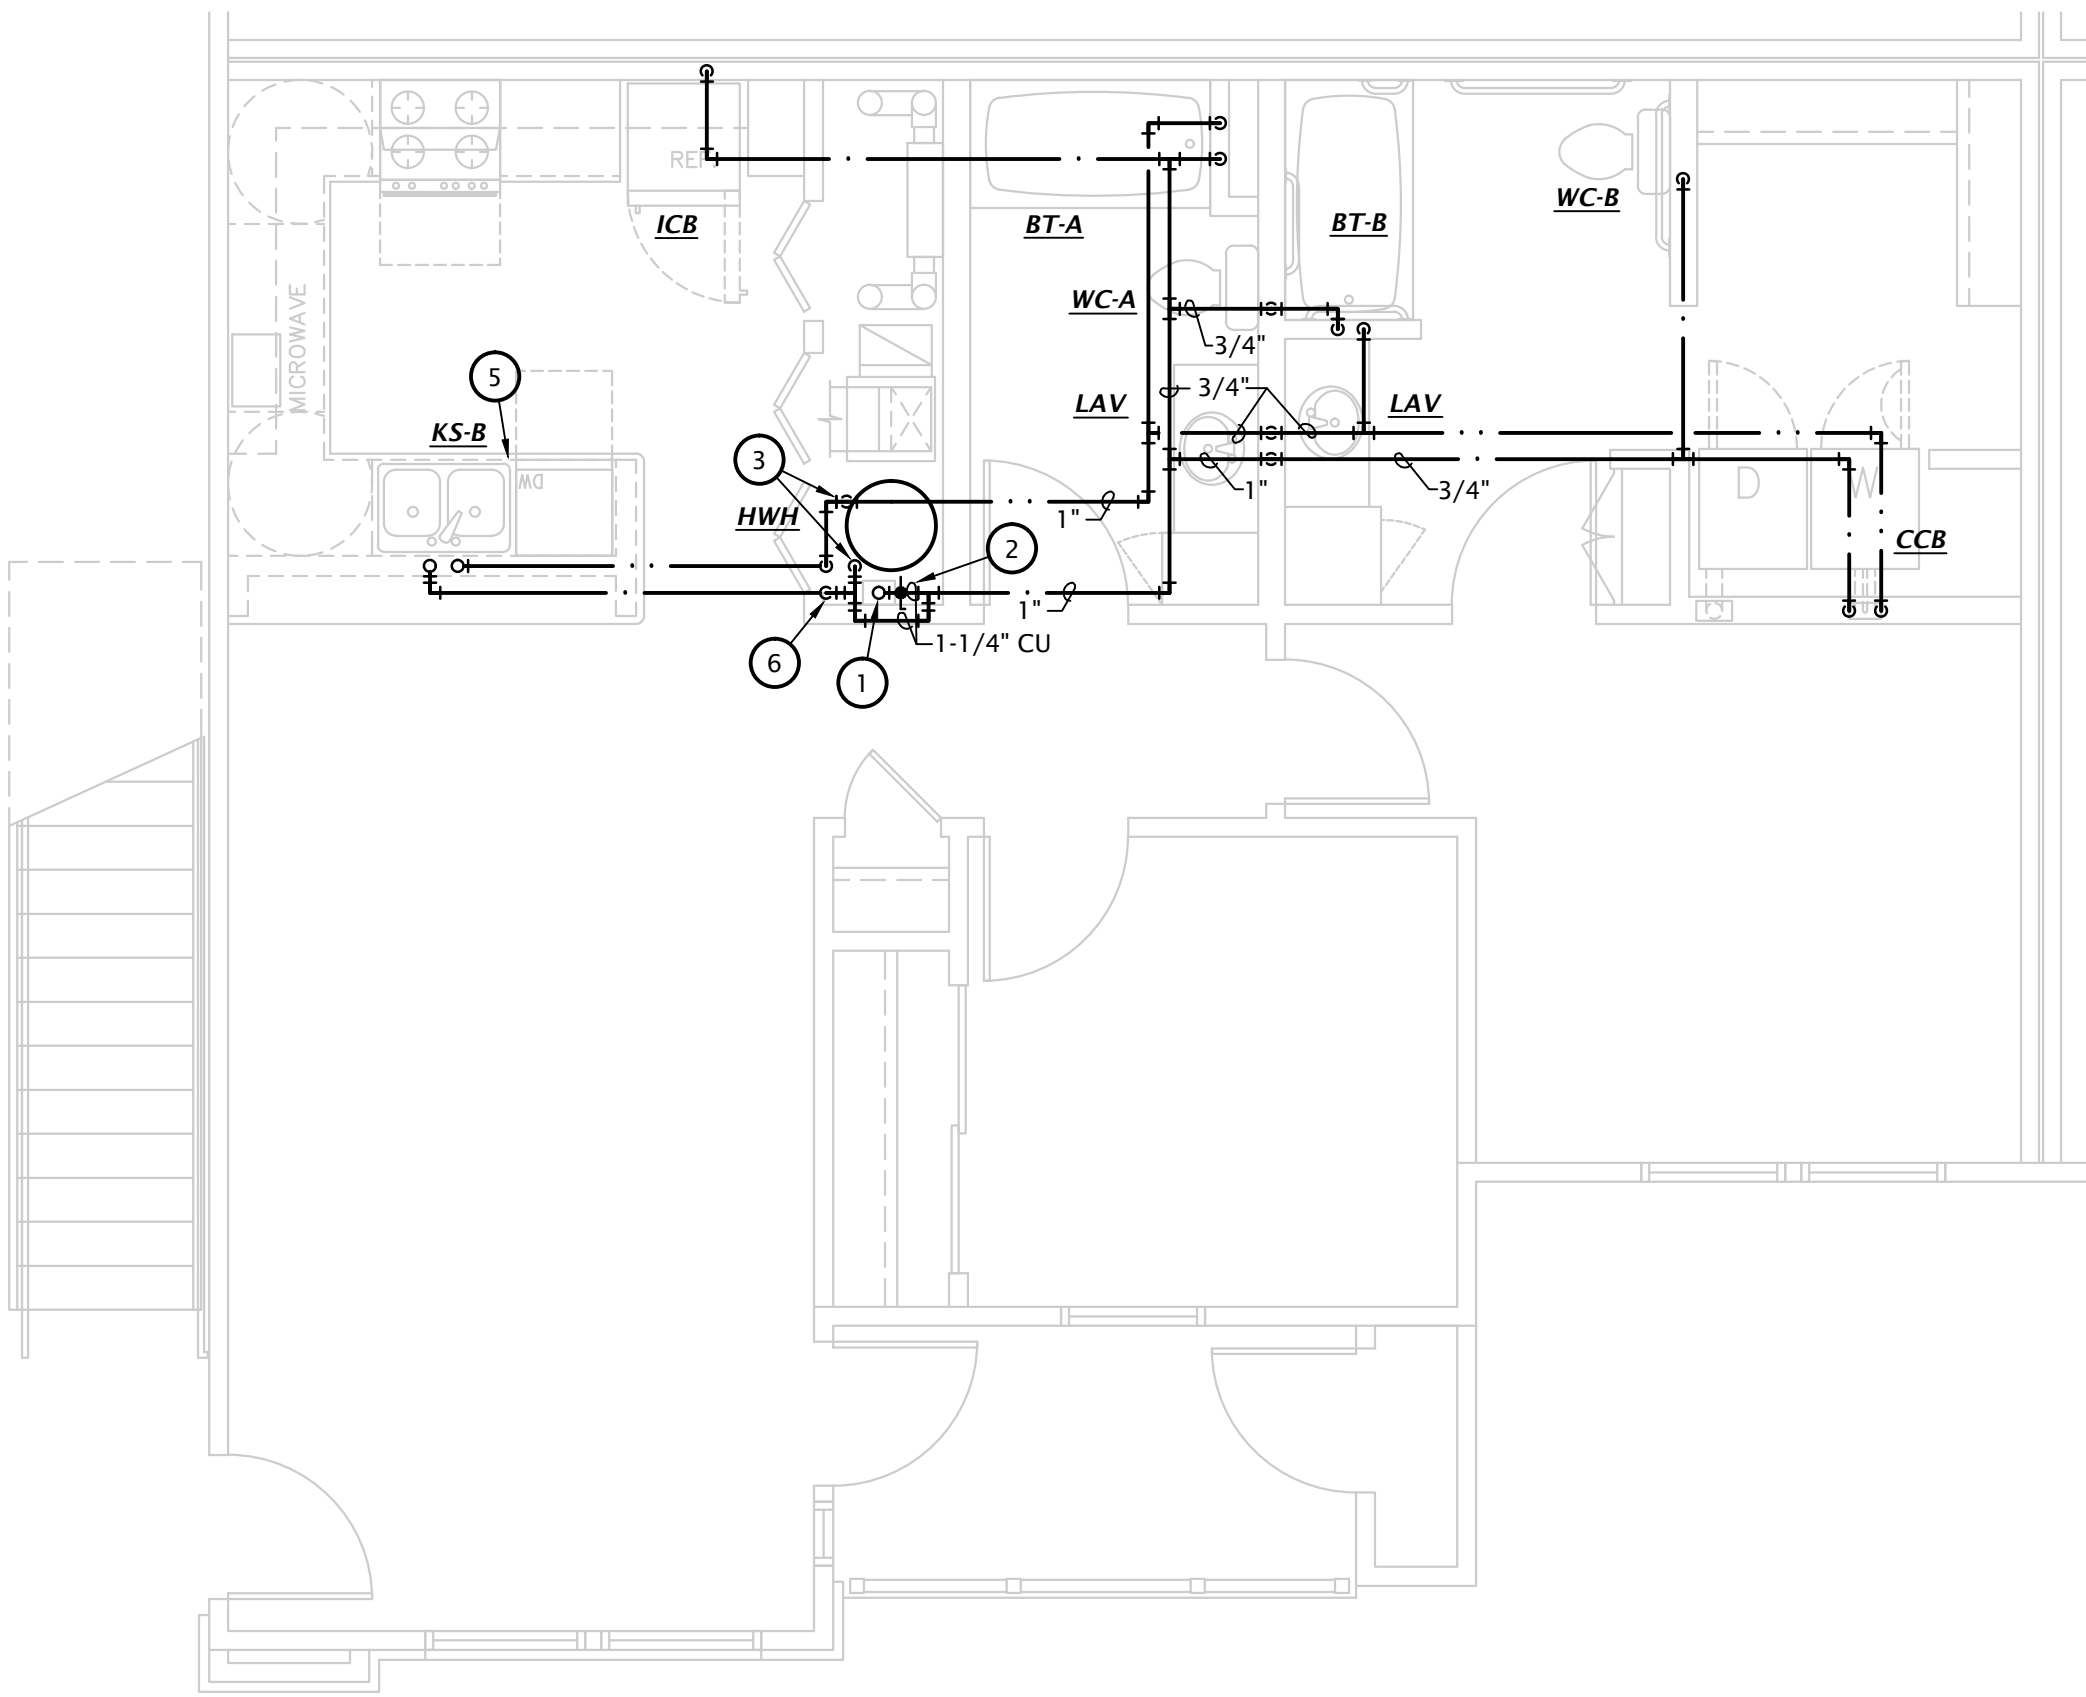 REF.
ICB
BT-A
BT-B
WC-B
WC-A
3/4"
MICROWAVE
5
3/4"
LAV
LAV
KS-B
3
DW
D
W
1"
3/4"
HWH
1"
2
CCB
1"
1-1/4" CU
6
1